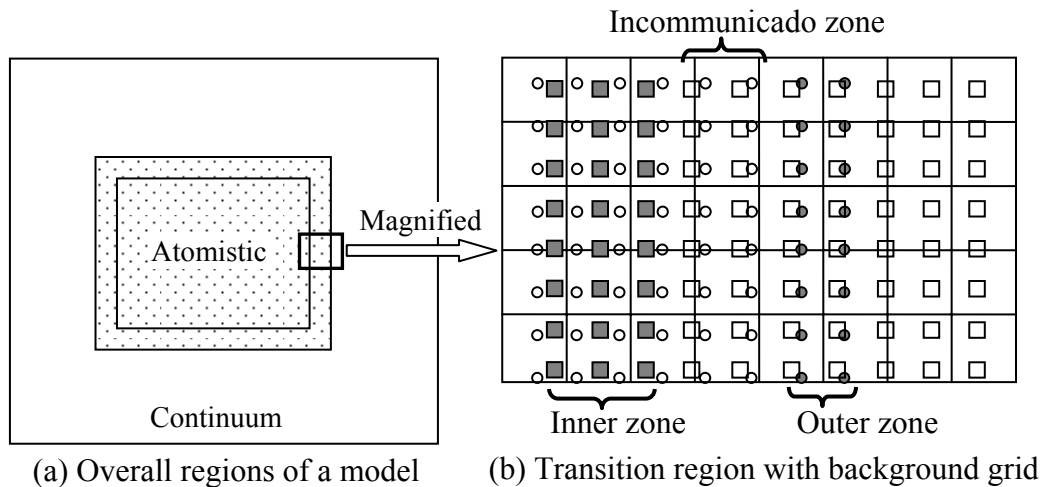 Incommunicado zone
Magnified
Atomistic
Continuum
Inner zone
Outer zone
(a) Overall regions of a model
(b) Transition region with background grid